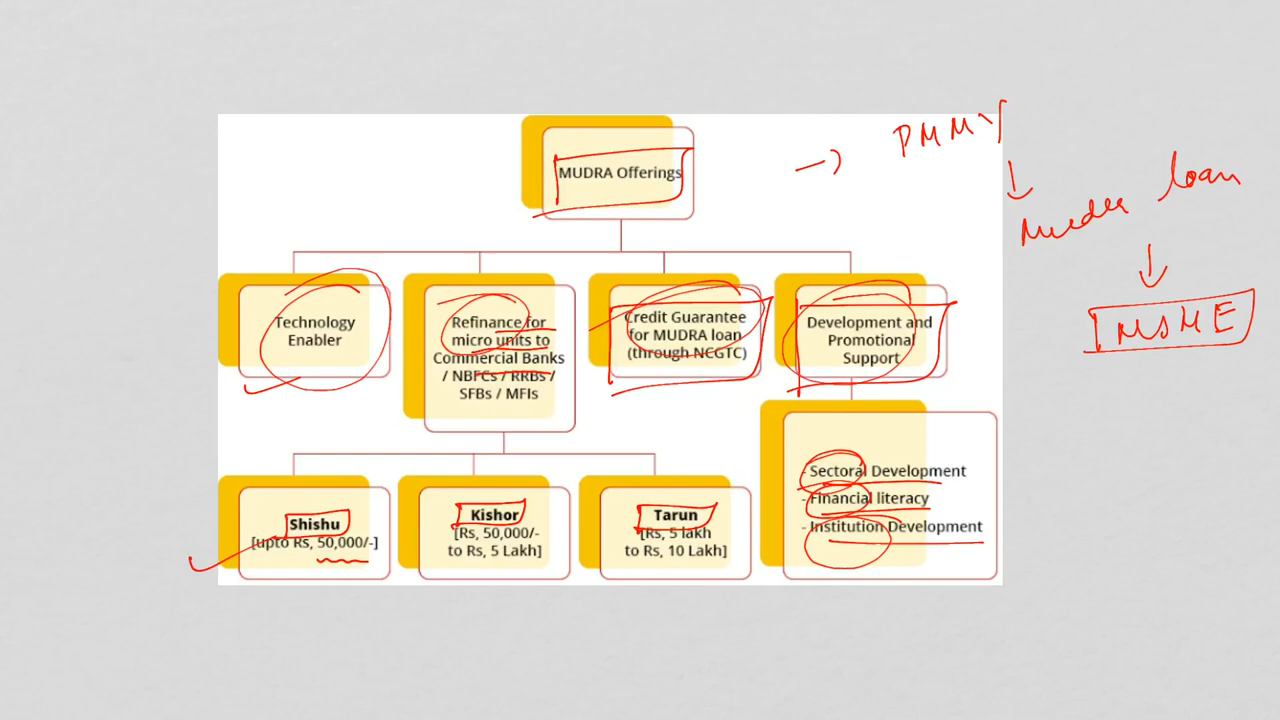 MUDRA Offerings
PMMY
Mudra loan
MSME
Technology
Enabler
Refinance for
micro units to
Commercial Banks
/ NBFCs / RRBs /
SFBs / MFIs
Credit Guarantee
for MUDRA loan
(through NCGTC)
Development and
Promotional
Support
Shishu
[upto Rs, 50,000/-]
Kishor
[Rs, 50,000/-
to Rs, 5 Lakh]
Tarun
[Rs, 5 lakh
to Rs, 10 Lakh]
- Sectoral Development
- Financial literacy
- Institution Development